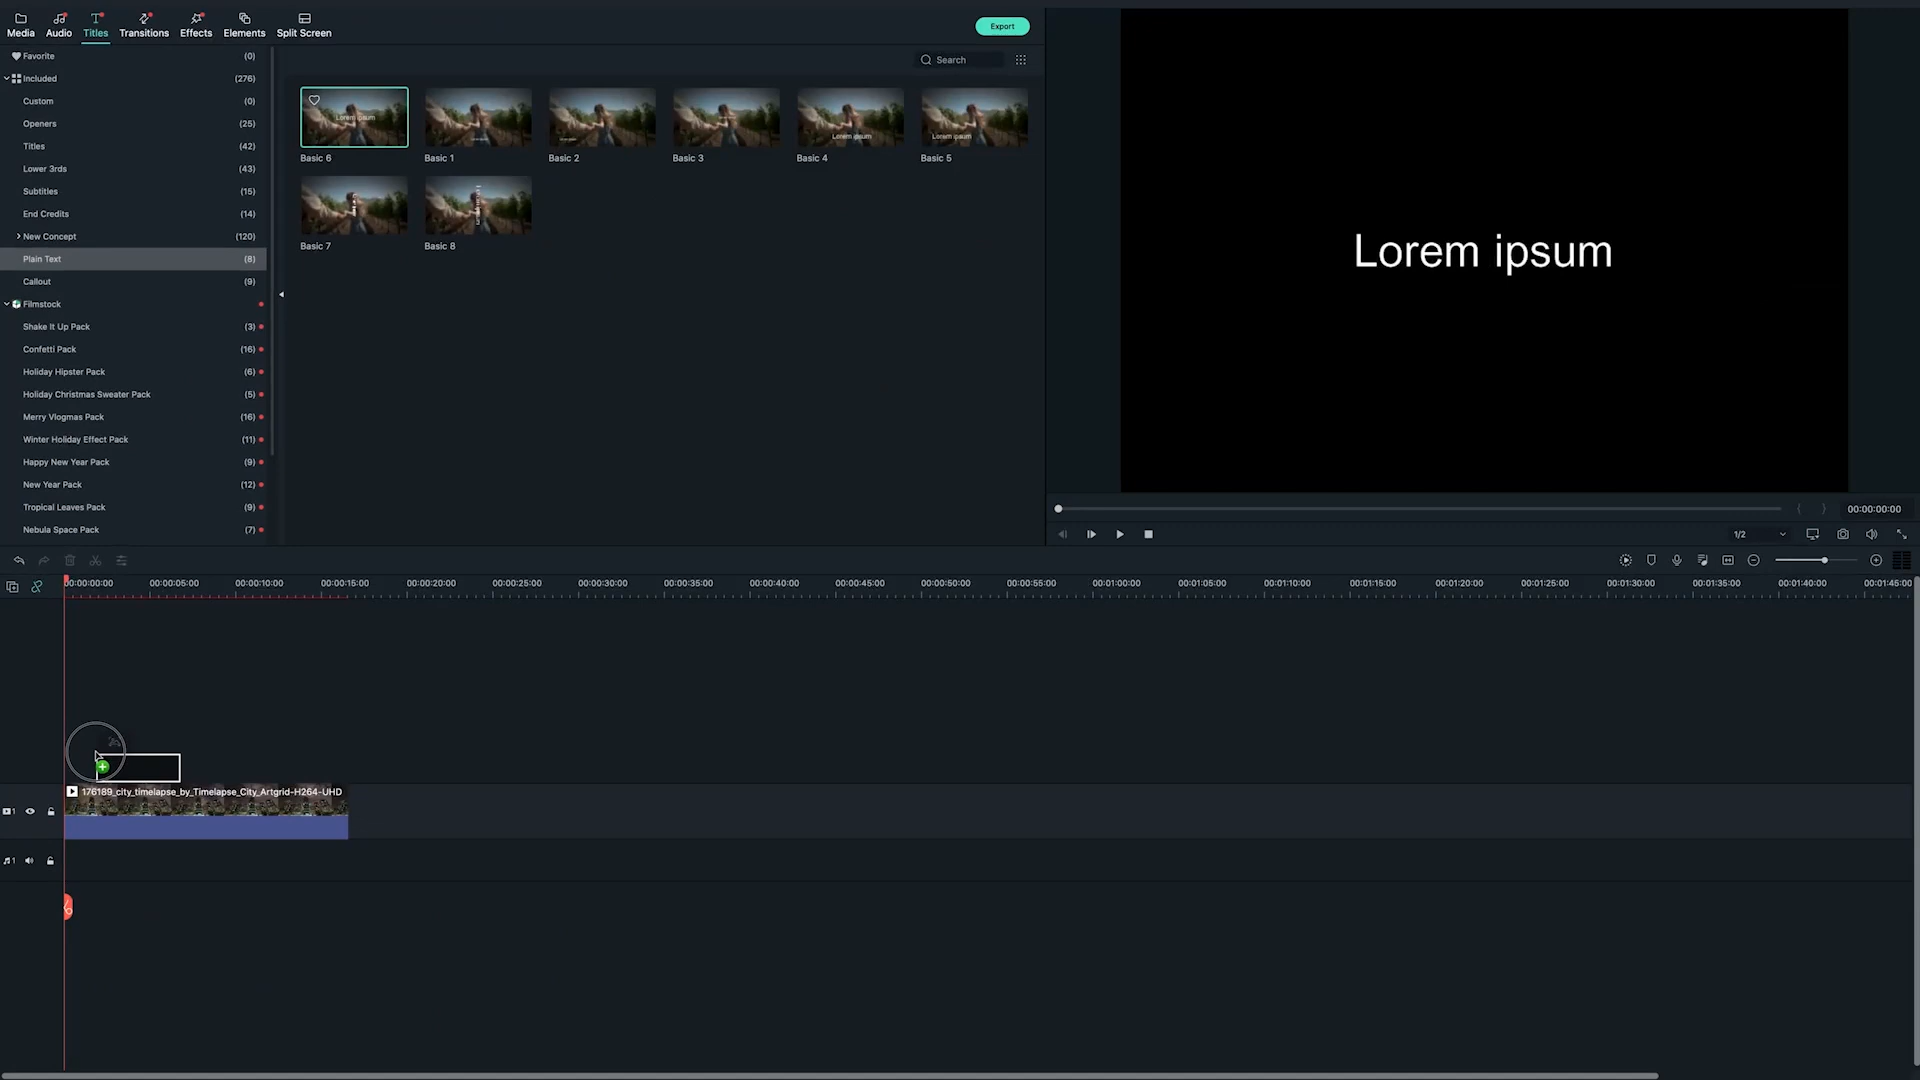 Media Audio Titles Transitions Effects Elements Split Screen
Export
Favorite (0)
Included (276)
Custom (0)
Openers (25)
Titles (42)
Lower 3rds (43)
Subtitles (15)
End Credits (14)
New Concept (120)
Plain Text (8)
Callout (9)
Filmstock
Shake It Up Pack (3)
Confetti Pack (16)
Holiday Hipster Pack (6)
Holiday Christmas Sweater Pack (5)
Merry Vlogmas Pack (16)
Winter Holiday Effect Pack (11)
Happy New Year Pack (9)
New Year Pack (12)
Tropical Leaves Pack (9)
Nebula Space Pack (7)
Search
Lorem ipsum
Lorem ipsum
Lorem ipsum
Basic 6 Basic 1 Basic 2 Basic 3 Basic 4 Basic 5
Basic 7 Basic 8
Lorem ipsum
00:00:00:00
1/2
00:00:00:00 00:00:05:00 00:00:10:00 00:00:15:00 00:00:20:00 00:00:25:00 00:00:30:00 00:00:35:00 00:00:40:00 00:00:45:00 00:00:50:00 00:00:55:00 00:01:00:00 00:01:05:00 00:01:10:00 00:01:15:00 00:01:20:00 00:01:25:00 00:01:30:00 00:01:35:00 00:01:40:00 00:01:45:00
176189_city_timelapse_by_Timelapse_City_Artgrid-H264-UHD
1
1